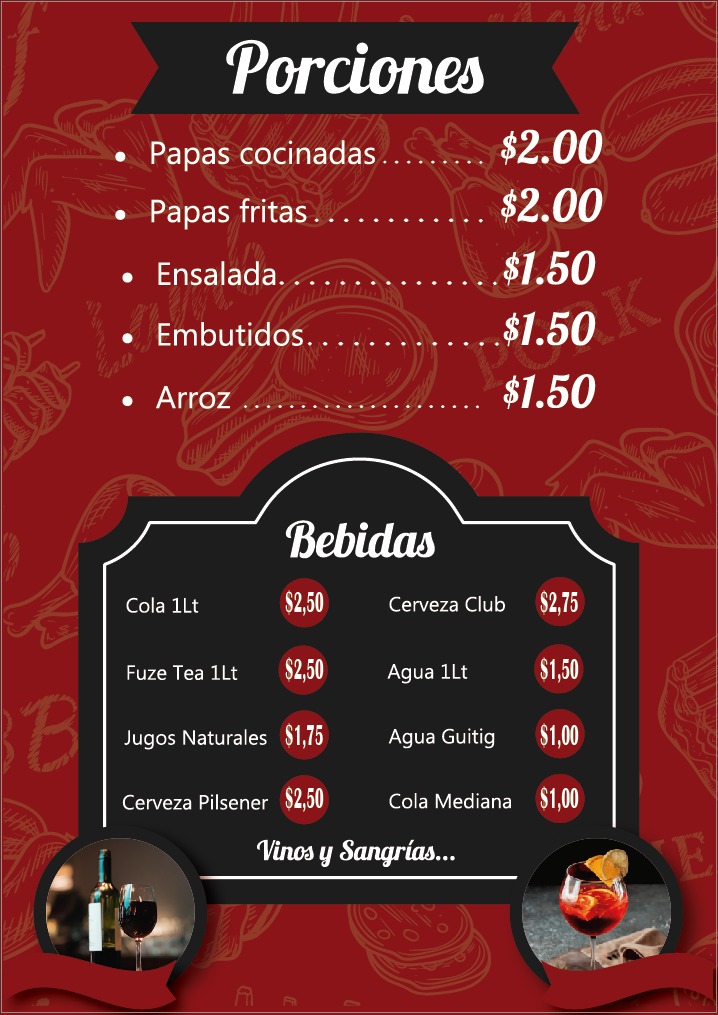 Porciones
• Papas cocinadas......... $2.00
• Papas fritas............ $2.00
• Ensalada...............$1.50
• Embutidos.............$1.50
• Arroz ..................... $1.50
Bebidas
Cola 1Lt $2,50 Cerveza Club $2,75
Fuze Tea 1Lt $2,50 Agua 1Lt $1,50
Jugos Naturales $1,75 Agua Guitig $1,00
Cerveza Pilsener $2,50 Cola Mediana $1,00
Vinos y Sangrías...
PORK